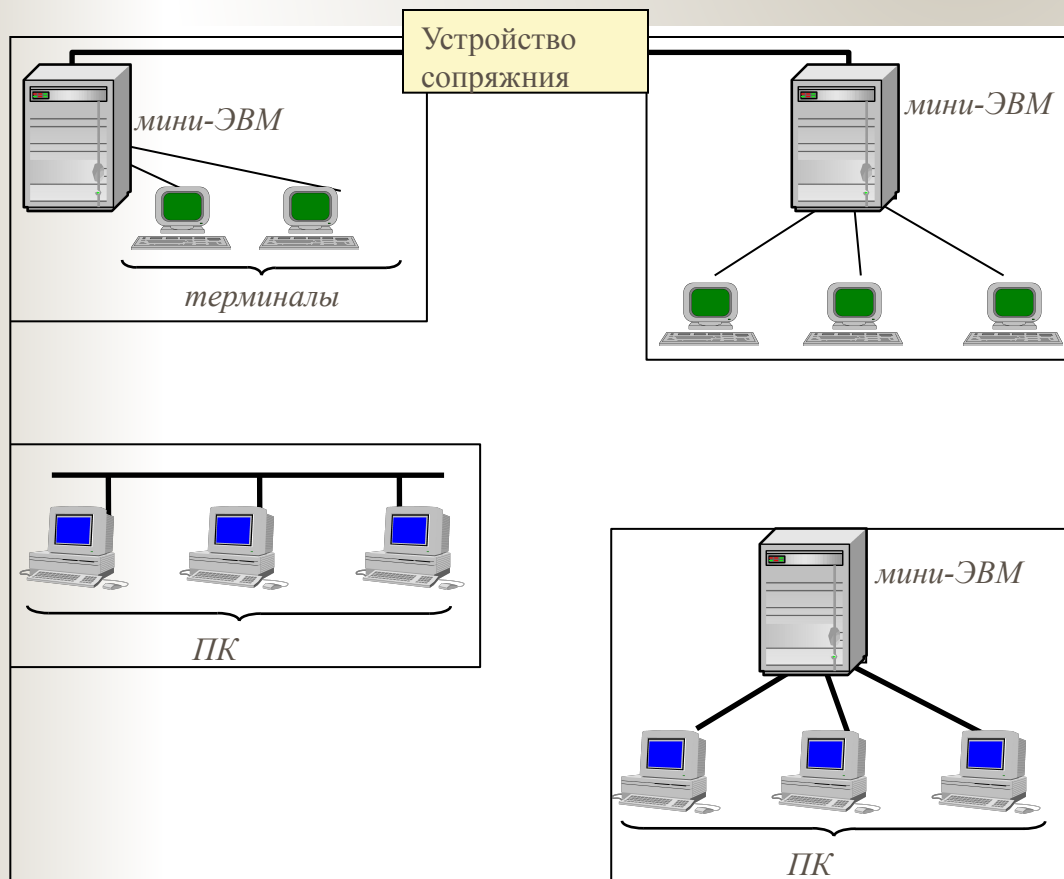 Устройство
сопряжния
мини-ЭВМ
мини-ЭВМ
терминалы
ПК
мини-ЭВМ
ПК